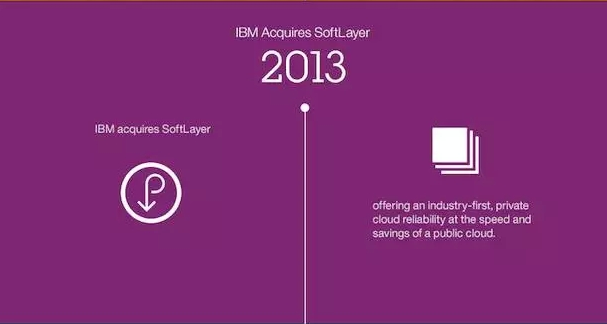 IBM Acquires SoftLayer
2013
IBM acquires SoftLayer
offering an industry-first, private
cloud reliability at the speed and
savings of a public cloud.